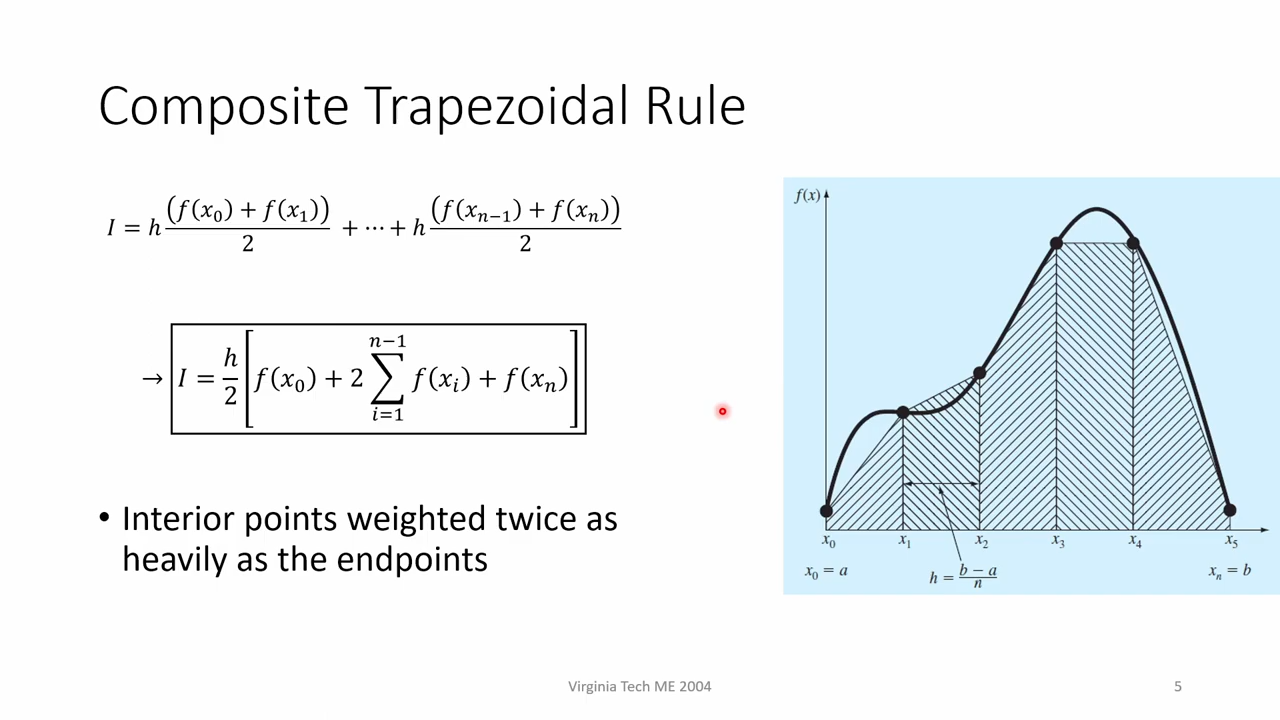 Composite Trapezoidal Rule
I = h (f(x₀) + f(x₁)) / 2 + ⋯ + h (f(xₙ₋₁) + f(xₙ)) / 2
→ I = h/2 [ f(x₀) + 2 ∑_{i=1}^{n−1} f(xᵢ) + f(xₙ) ]
• Interior points weighted twice as
heavily as the endpoints
f(x)
x₀ x₁ x₂ x₃ x₄ x₅
x₀ = a
h = (b − a)/n
xₙ = b
Virginia Tech ME 2004
5